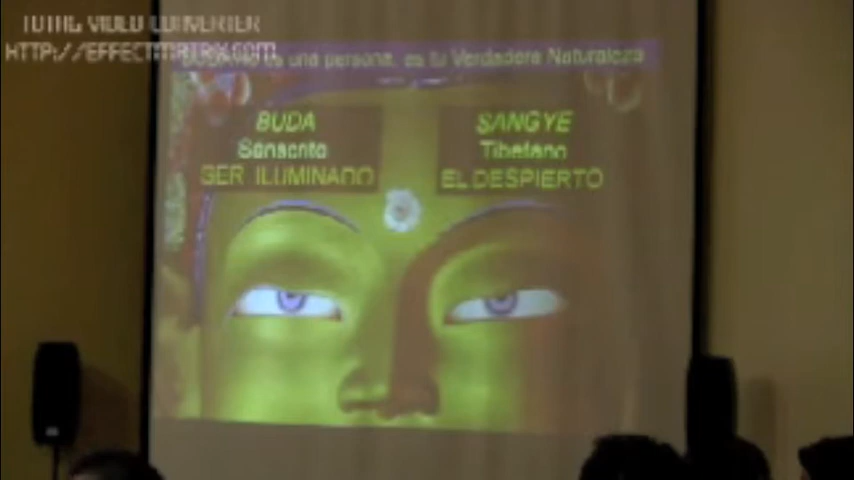 TOTAL VIDEO CONVERTER
HTTP://EFFECTMATRIX.COM
es una persona, es tu Verdadera Naturaleza
BUDA
Sanscrito
SER ILUMINADO
SANGYE
Tibetano
EL DESPIERTO